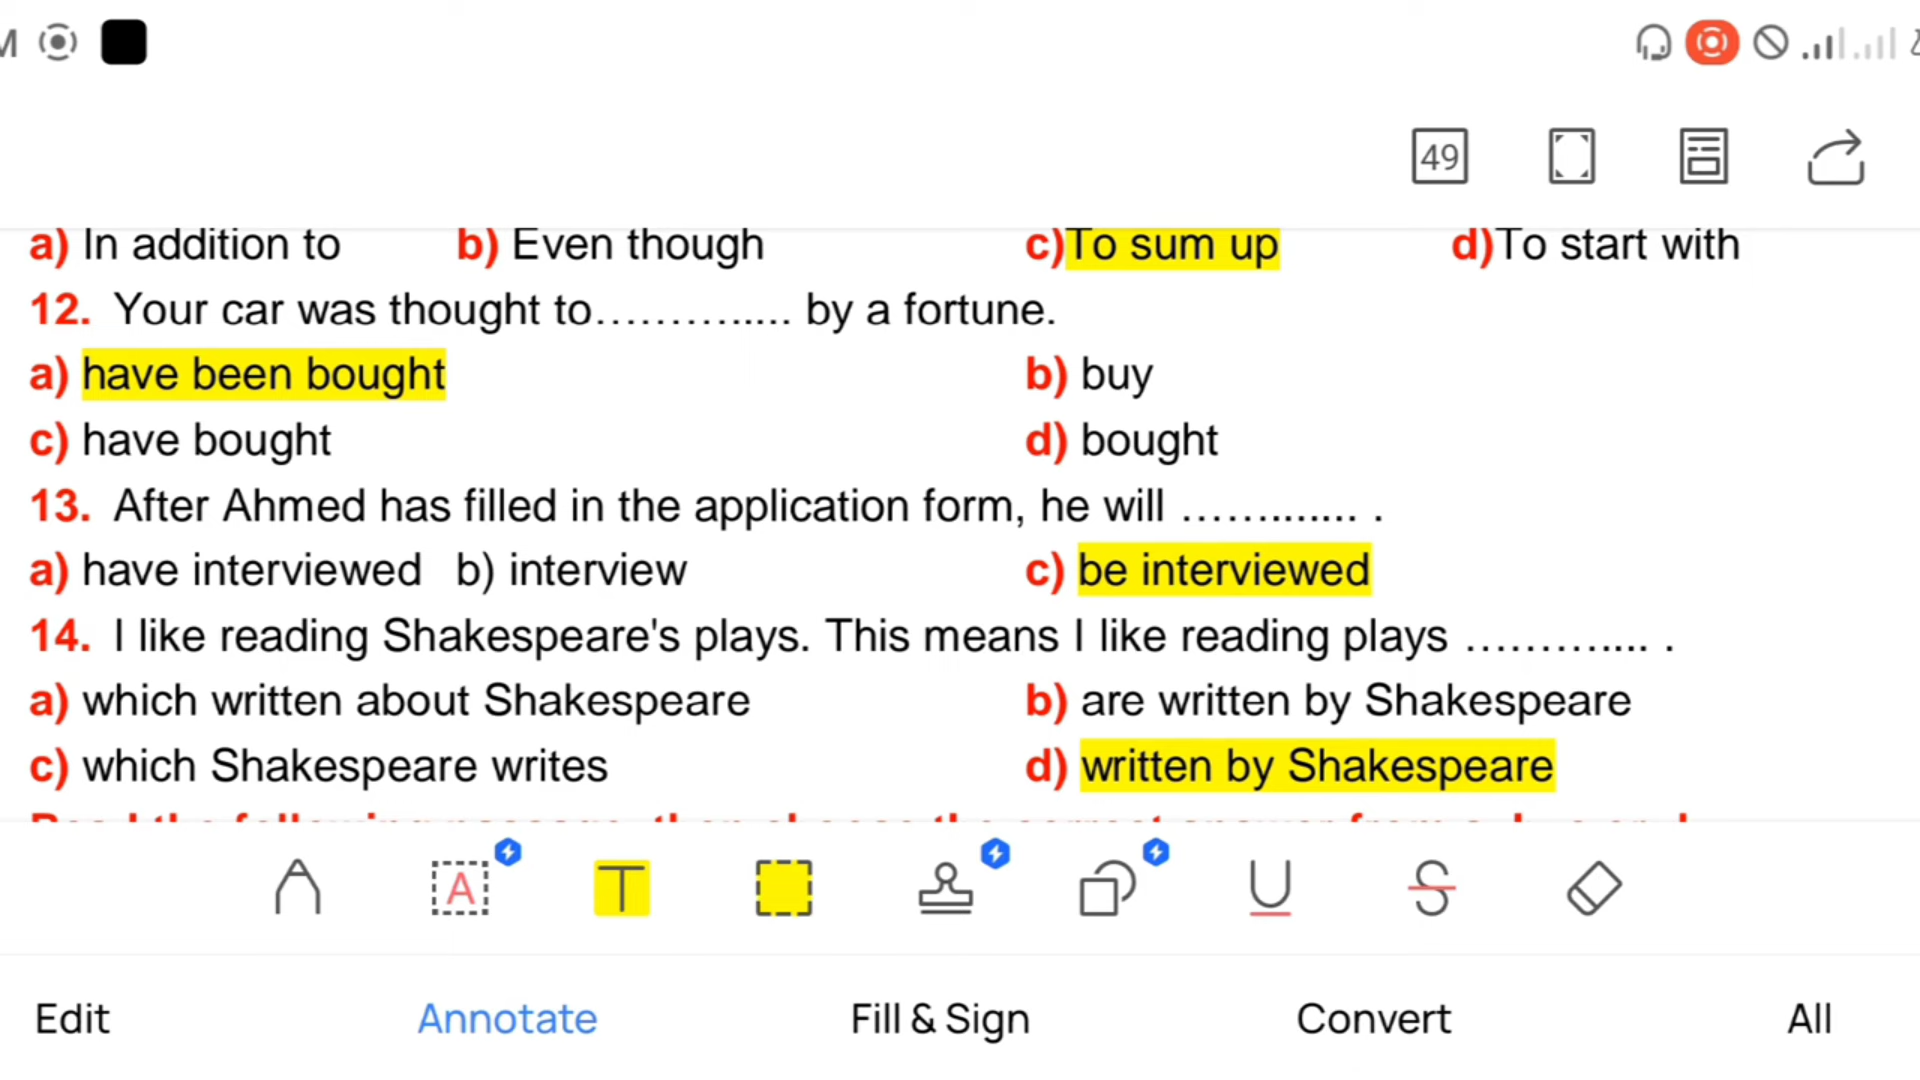 49
a) In addition to b) Even though c)To sum up d)To start with
12. Your car was thought to.............. by a fortune.
a) have been bought b) buy
c) have bought d) bought
13. After Ahmed has filled in the application form, he will ............. .
a) have interviewed b) interview c) be interviewed
14. I like reading Shakespeare's plays. This means I like reading plays .............. .
a) which written about Shakespeare b) are written by Shakespeare
c) which Shakespeare writes d) written by Shakespeare
Edit Annotate Fill & Sign Convert All